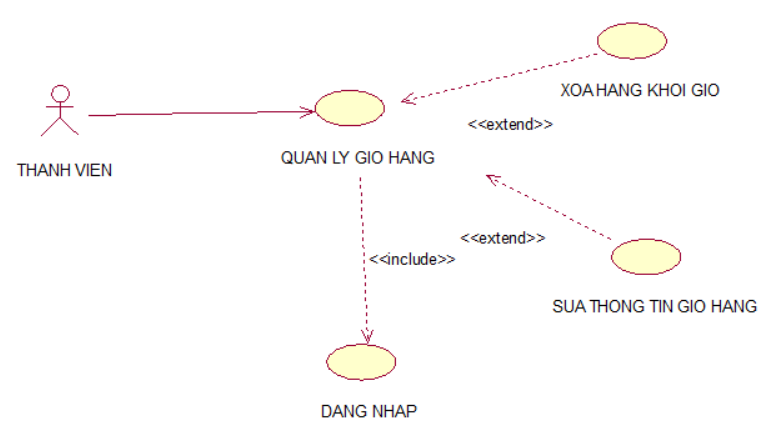 XOA HANG KHOI GIO
<<extend>>
THANH VIEN
QUAN LY GIO HANG
<<extend>>
<<include>>
SUA THONG TIN GIO HANG
DANG NHAP